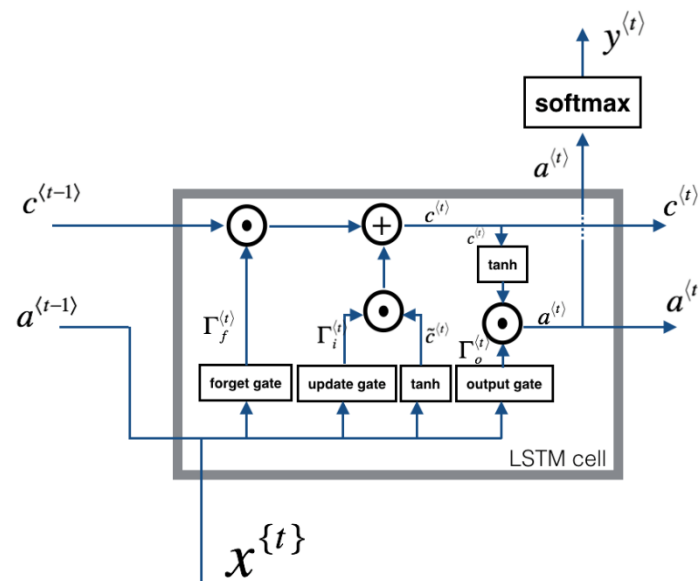 y⟨t⟩
softmax
a⟨t⟩
c⟨t−1⟩
c⟨t⟩
c⟨t⟩
c⟨t⟩
tanh
a⟨t−1⟩
Γf⟨t⟩
Γi⟨t⟩
c̃⟨t⟩
Γo⟨t⟩
a⟨t⟩
a⟨t
forget gate
update gate
tanh
output gate
LSTM cell
x{t}